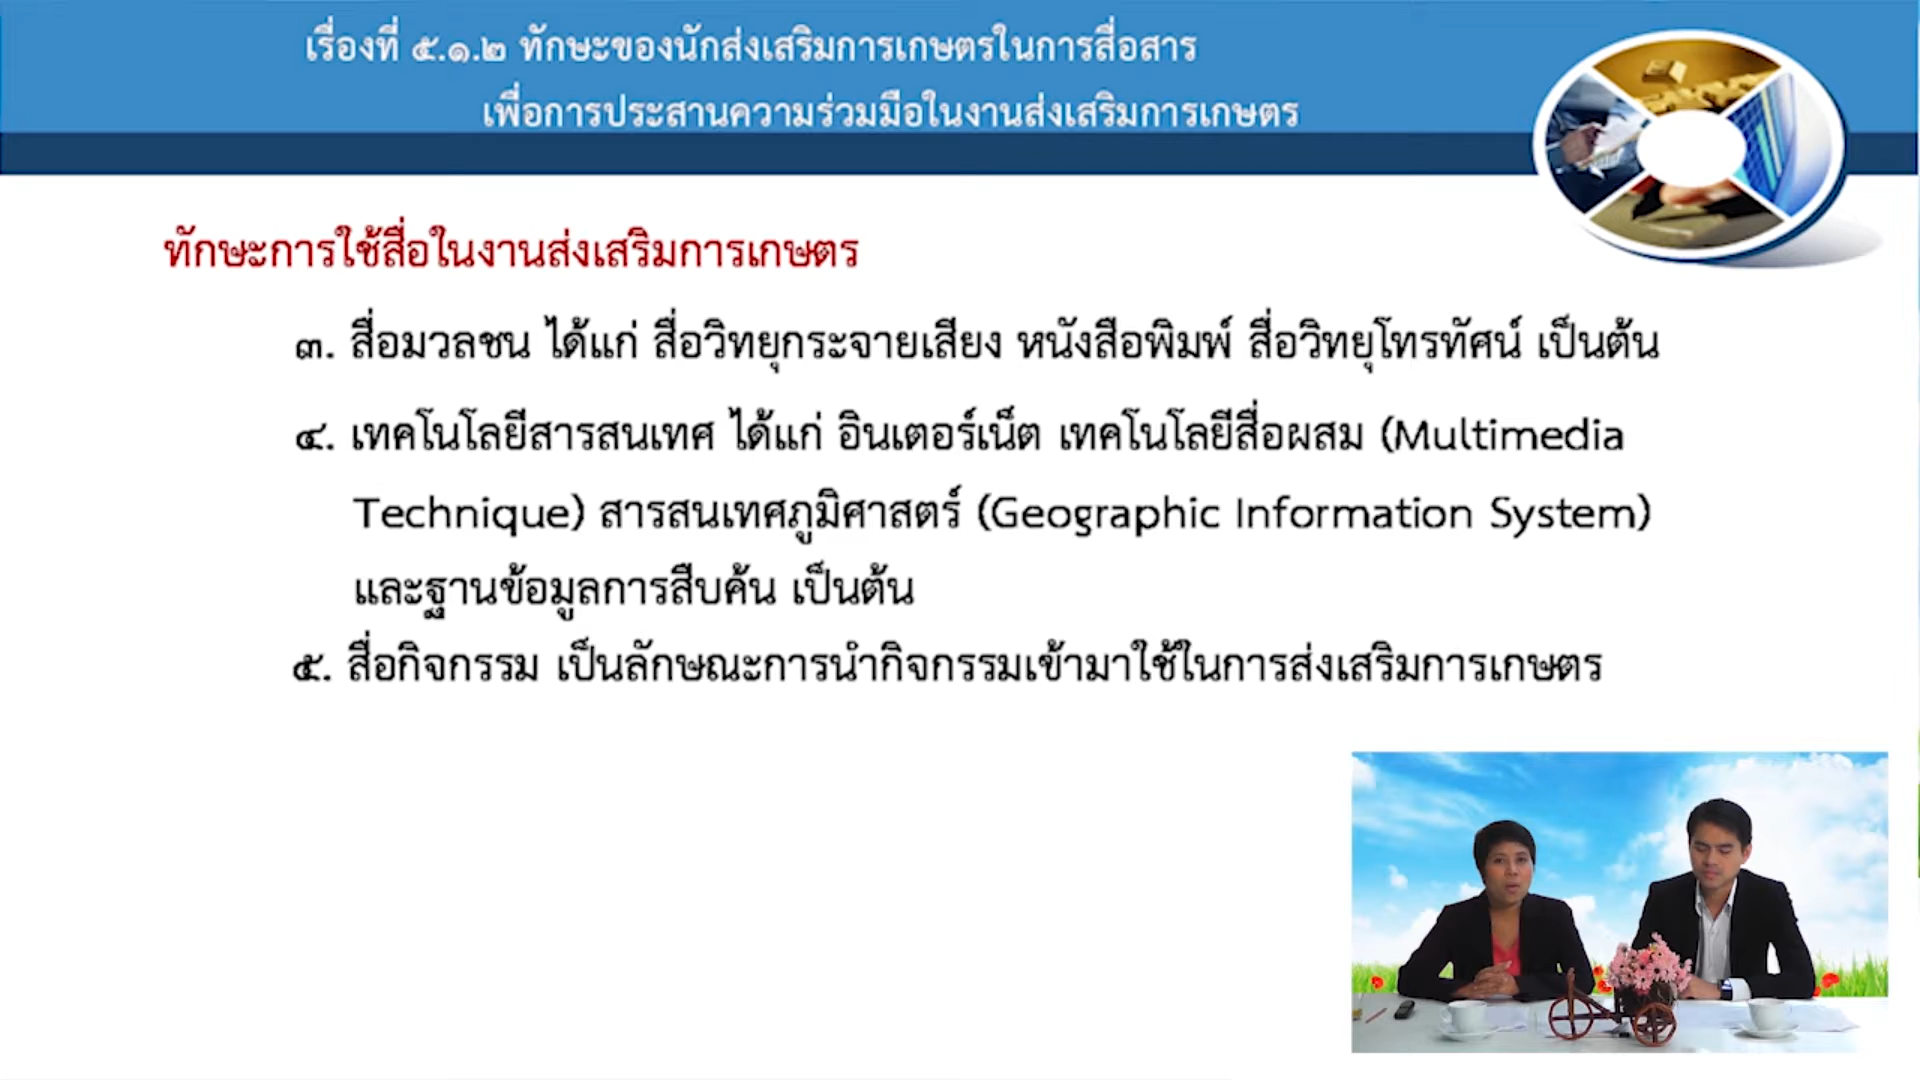 เรื่องที่ ๕.๑.๒ ทักษะของนักส่งเสริมการเกษตรในการสื่อสาร
เพื่อการประสานความร่วมมือในงานส่งเสริมการเกษตร
ทักษะการใช้สื่อในงานส่งเสริมการเกษตร
๓. สื่อมวลชน ได้แก่ สื่อวิทยุกระจายเสียง หนังสือพิมพ์ สื่อวิทยุโทรทัศน์ เป็นต้น
๔. เทคโนโลยีสารสนเทศ ได้แก่ อินเตอร์เน็ต เทคโนโลยีสื่อผสม (Multimedia
Technique) สารสนเทศภูมิศาสตร์ (Geographic Information System)
และฐานข้อมูลการสืบค้น เป็นต้น
๕. สื่อกิจกรรม เป็นลักษณะการนำกิจกรรมเข้ามาใช้ในการส่งเสริมการเกษตร